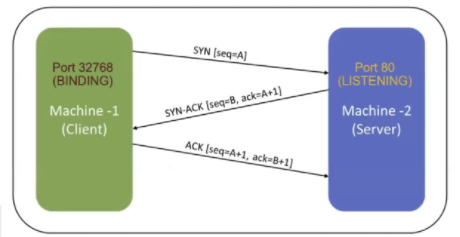 Port 32768
(BINDING)
Machine -1
(Client)
SYN [seq=A]
SYN-ACK [seq=B, ack=A+1]
ACK [seq=A+1, ack=B+1]
Port 80
(LISTENING)
Machine -2
(Server)